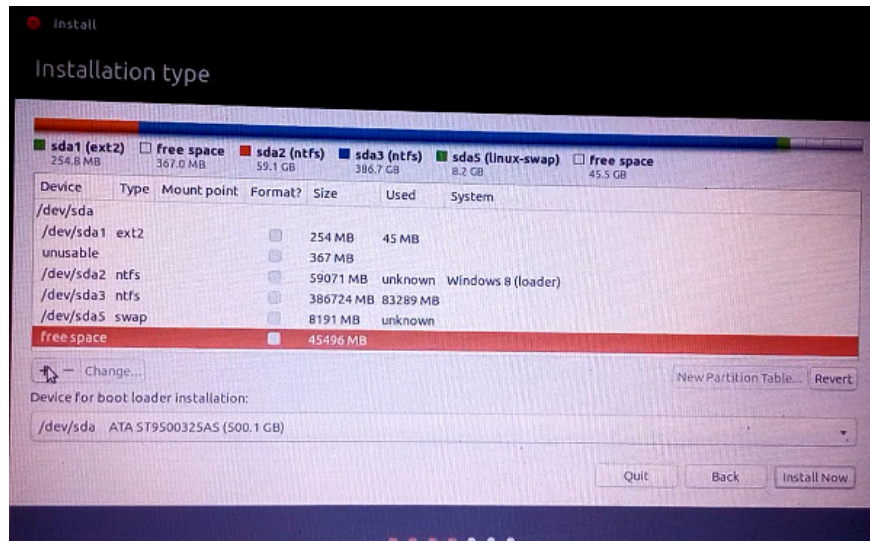 Install
Installation type
sda1 (ext2) free space sda2 (ntfs) sda3 (ntfs) sda5 (linux-swap) free space
254.8 MB 367.0 MB 59.1 GB 386.7 GB 8.2 GB 45.5 GB
Device Type Mount point Format? Size Used System
/dev/sda
/dev/sda1 ext2 254 MB 45 MB
unusable 367 MB
/dev/sda2 ntfs 59071 MB unknown Windows 8 (loader)
/dev/sda3 ntfs 386724 MB 83289 MB
/dev/sda5 swap 8191 MB unknown
free space 45496 MB
+ − Change... New Partition Table... Revert
Device for boot loader installation:
/dev/sda ATA ST9500325AS (500.1 GB)
Quit Back Install Now